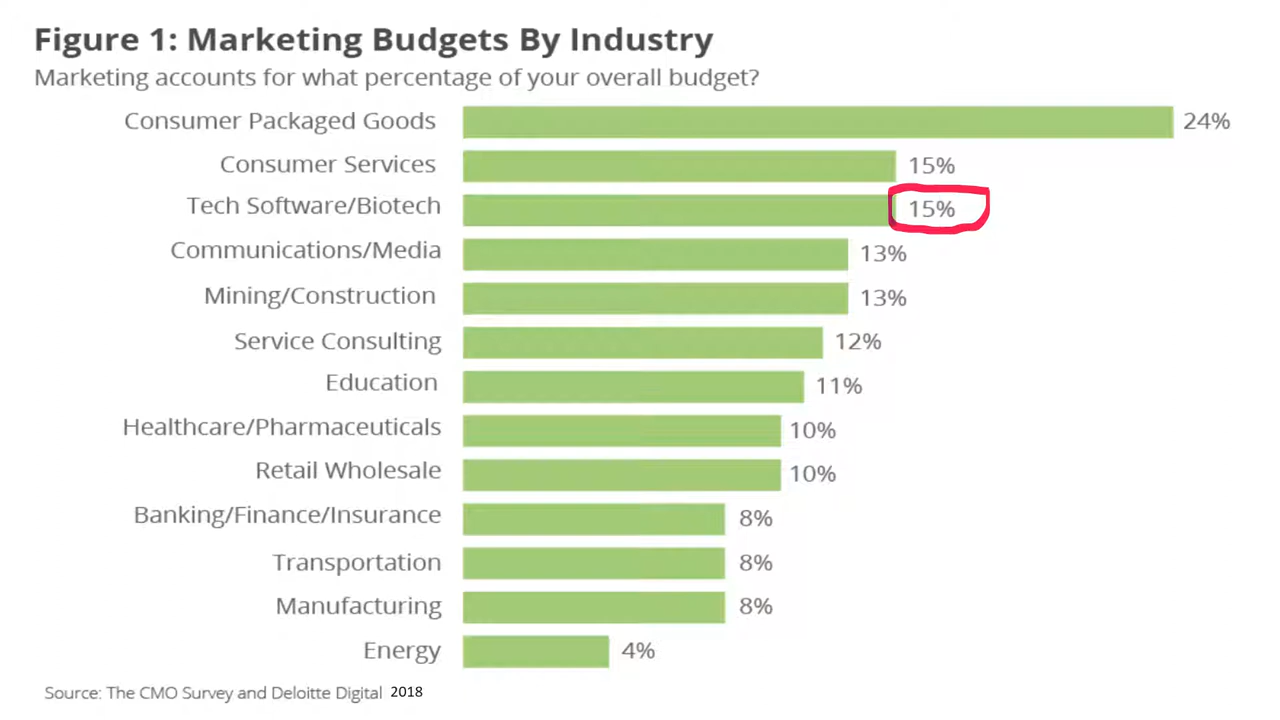 Figure 1: Marketing Budgets By Industry
Marketing accounts for what percentage of your overall budget?
Consumer Packaged Goods 24%
Consumer Services 15%
Tech Software/Biotech 15%
Communications/Media 13%
Mining/Construction 13%
Service Consulting 12%
Education 11%
Healthcare/Pharmaceuticals 10%
Retail Wholesale 10%
Banking/Finance/Insurance 8%
Transportation 8%
Manufacturing 8%
Energy 4%
Source: The CMO Survey and Deloitte Digital 2018